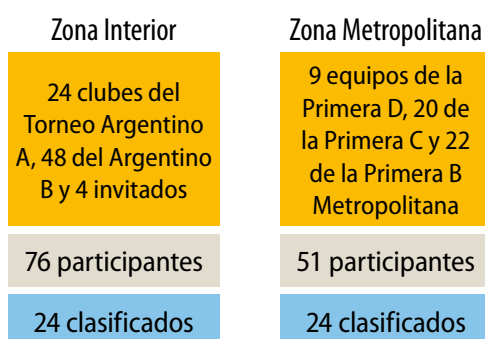 Zona Interior
24 clubes del
Torneo Argentino
A, 48 del Argentino
B y 4 invitados
76 participantes
24 clasificados
Zona Metropolitana
9 equipos de la
Primera D, 20 de
la Primera C y 22
de la Primera B
Metropolitana
51 participantes
24 clasificados